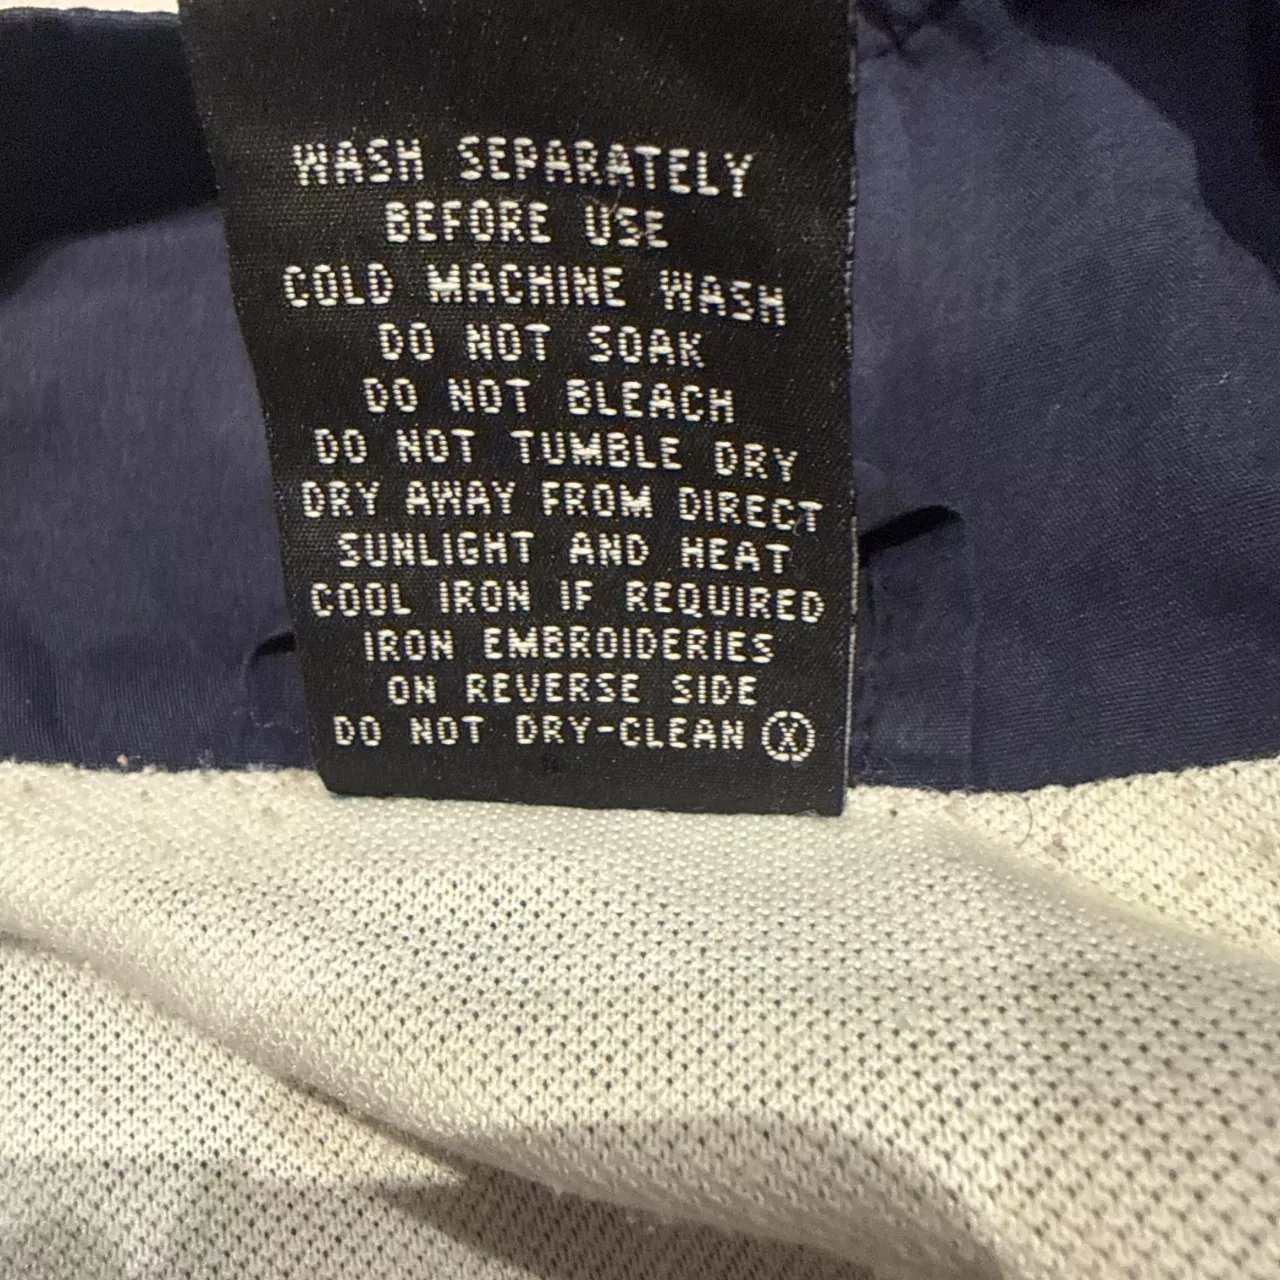 WASH SEPARATELY
BEFORE USE
COLD MACHINE WASH
DO NOT SOAK
DO NOT BLEACH
DO NOT TUMBLE DRY
DRY AWAY FROM DIRECT
SUNLIGHT AND HEAT
COOL IRON IF REQUIRED
IRON EMBROIDERIES
ON REVERSE SIDE
DO NOT DRY-CLEAN Ⓧ